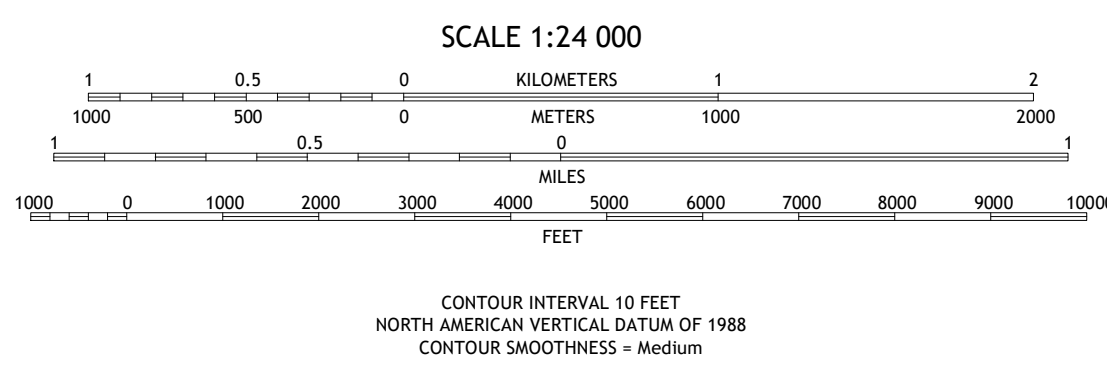 SCALE 1:24 000
1 0.5 0 KILOMETERS 1 2
1000 500 0 METERS 1000 2000
1 0.5 0 1
MILES
1000 0 1000 2000 3000 4000 5000 6000 7000 8000 9000 1000
FEET
CONTOUR INTERVAL 10 FEET
NORTH AMERICAN VERTICAL DATUM OF 1988
CONTOUR SMOOTHNESS = Medium